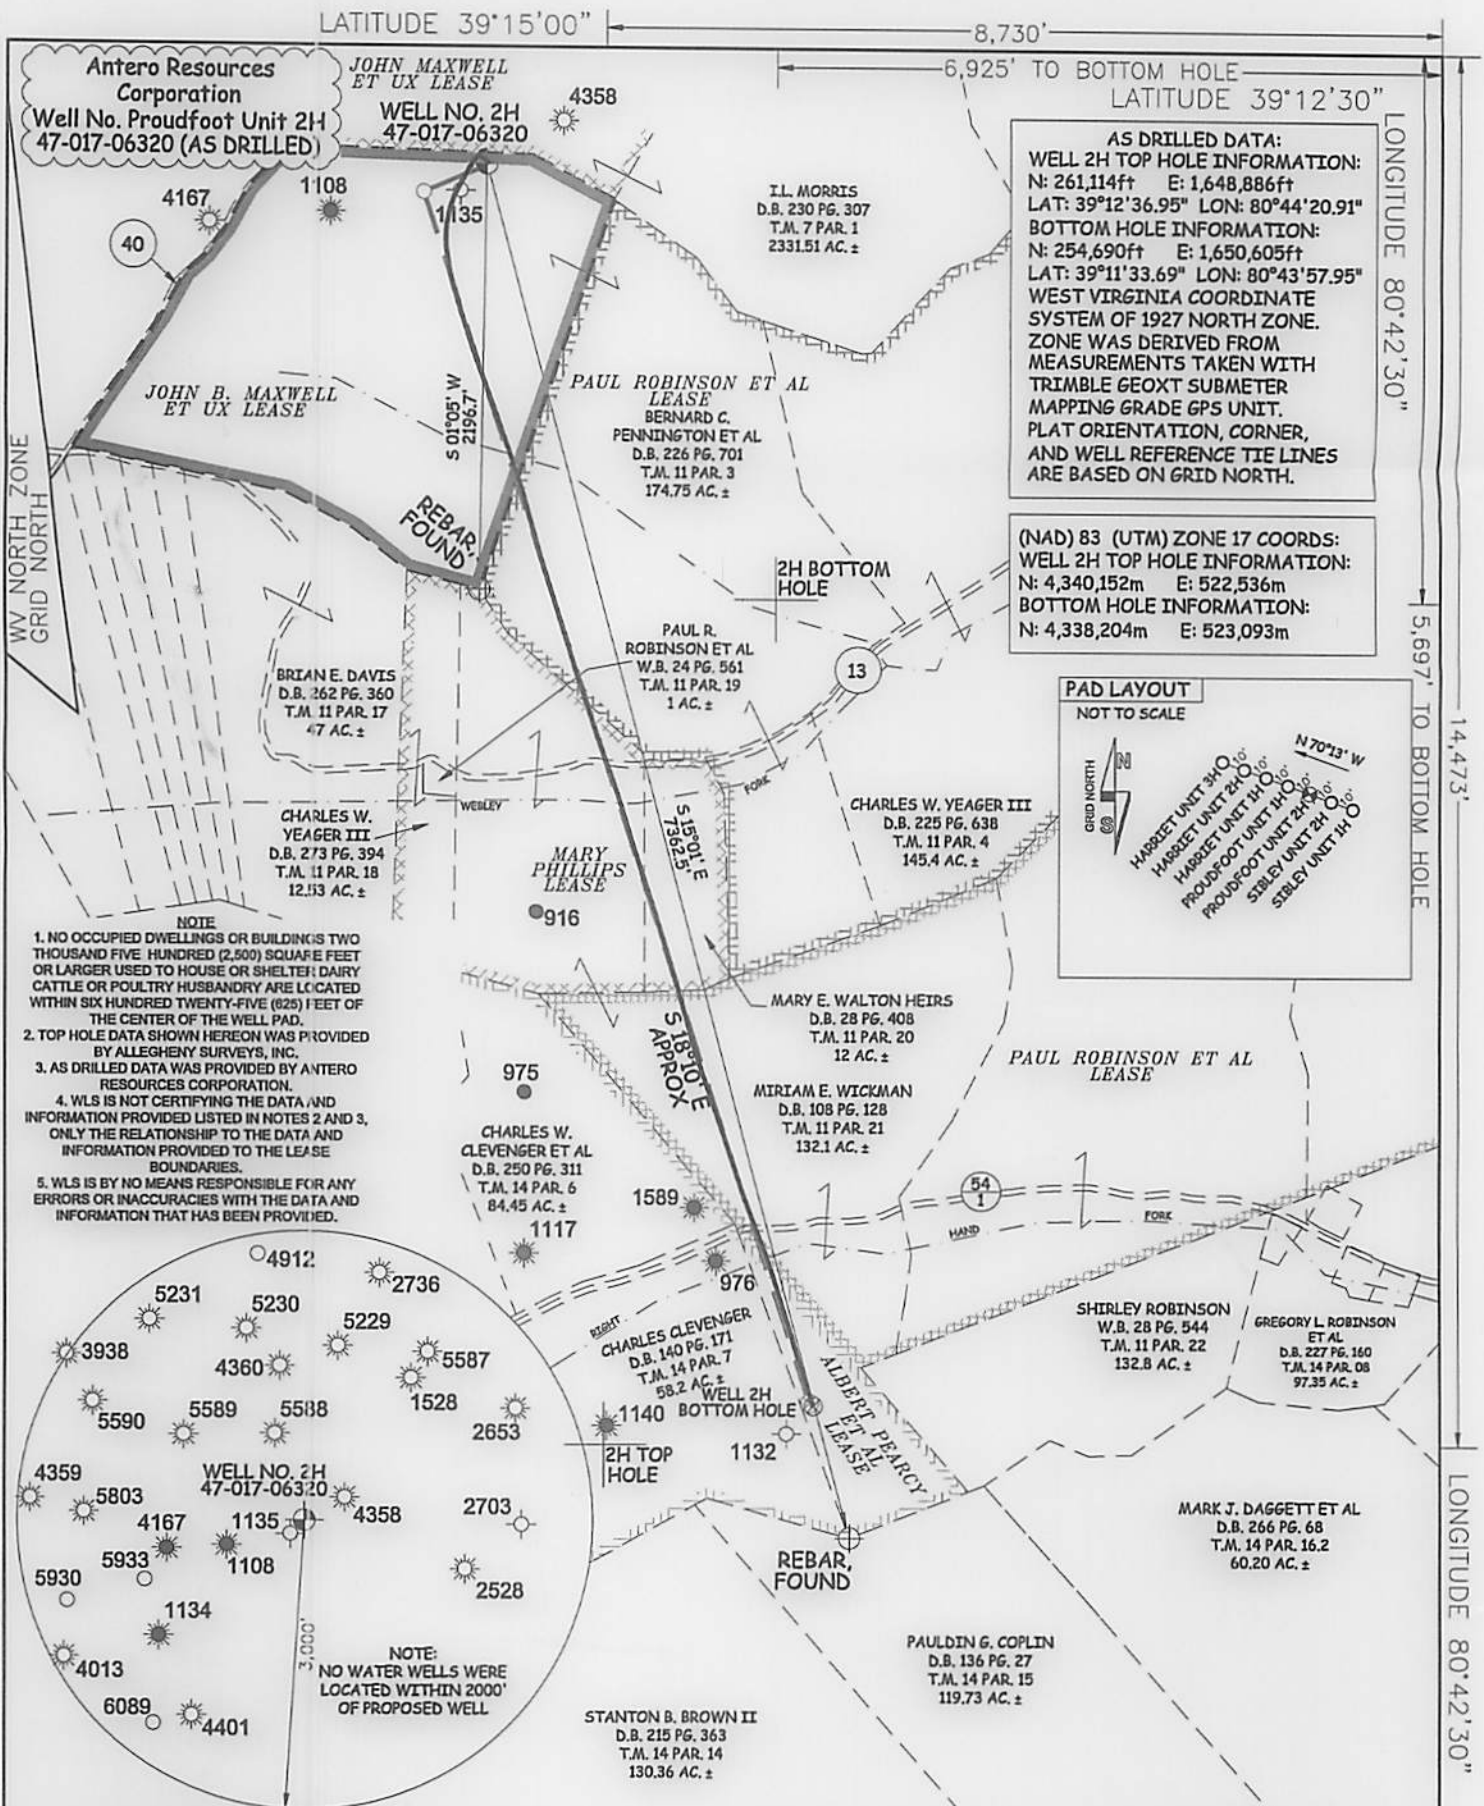 LATITUDE 39°15'00"
8,730'
6,925' TO BOTTOM HOLE
LATITUDE 39°12'30"
Antero Resources
Corporation
Well No. Proudfoot Unit 2H
47-017-06320 (AS DRILLED)
JOHN MAXWELL
ET UX LEASE
WELL NO. 2H
47-017-06320
4358
4167
1108
1135
40
I.L. MORRIS
D.B. 230 PG. 307
T.M. 7 PAR. 1
2331.51 AC. ±
AS DRILLED DATA:
WELL 2H TOP HOLE INFORMATION:
N: 261,114ft E: 1,648,886ft
LAT: 39°12'36.95" LON: 80°44'20.91"
BOTTOM HOLE INFORMATION:
N: 254,690ft E: 1,650,605ft
LAT: 39°11'33.69" LON: 80°43'57.95"
WEST VIRGINIA COORDINATE
SYSTEM OF 1927 NORTH ZONE.
ZONE WAS DERIVED FROM
MEASUREMENTS TAKEN WITH
TRIMBLE GEOXT SUBMETER
MAPPING GRADE GPS UNIT.
PLAT ORIENTATION, CORNER,
AND WELL REFERENCE TIE LINES
ARE BASED ON GRID NORTH.
LONGITUDE 80°42'30"
JOHN B. MAXWELL
ET UX LEASE
S 01°05' W
2196.7'
PAUL ROBINSON ET AL
LEASE
BERNARD C.
PENNINGTON ET AL
D.B. 226 PG. 701
T.M. 11 PAR. 3
174.75 AC. ±
WV NORTH ZONE
GRID NORTH
REBAR,
FOUND
(NAD) 83 (UTM) ZONE 17 COORDS:
WELL 2H TOP HOLE INFORMATION:
N: 4,340,152m E: 522,536m
BOTTOM HOLE INFORMATION:
N: 4,338,204m E: 523,093m
2H BOTTOM
HOLE
5,697' TO BOTTOM HOLE
14,473'
PAUL R.
ROBINSON ET AL
W.B. 24 PG. 561
T.M. 11 PAR. 19
1 AC. ±
13
BRIAN E. DAVIS
D.B. 262 PG. 360
T.M. 11 PAR. 17
47 AC. ±
PAD LAYOUT
NOT TO SCALE
N
S
GRID NORTH
N 70°13' W
HARRIET UNIT 3H
10'
HARRIET UNIT 2H
10'
HARRIET UNIT 1H
10'
PROUDFOOT UNIT 1H
10'
PROUDFOOT UNIT 2H
10'
SIBLEY UNIT 2H
10'
SIBLEY UNIT 1H
WEBLEY
FORK
S 15°01' E
7362.5'
CHARLES W.
YEAGER III
D.B. 273 PG. 394
T.M. 11 PAR. 18
12.53 AC. ±
CHARLES W. YEAGER III
D.B. 225 PG. 638
T.M. 11 PAR. 4
145.4 AC. ±
MARY
PHILLIPS
LEASE
916
NOTE
1. NO OCCUPIED DWELLINGS OR BUILDINGS TWO
THOUSAND FIVE HUNDRED (2,500) SQUARE FEET
OR LARGER USED TO HOUSE OR SHELTER DAIRY
CATTLE OR POULTRY HUSBANDRY ARE LOCATED
WITHIN SIX HUNDRED TWENTY-FIVE (625) FEET OF
THE CENTER OF THE WELL PAD.
2. TOP HOLE DATA SHOWN HEREON WAS PROVIDED
BY ALLEGHENY SURVEYS, INC.
3. AS DRILLED DATA WAS PROVIDED BY ANTERO
RESOURCES CORPORATION.
4. WLS IS NOT CERTIFYING THE DATA AND
INFORMATION PROVIDED LISTED IN NOTES 2 AND 3,
ONLY THE RELATIONSHIP TO THE DATA AND
INFORMATION PROVIDED TO THE LEASE
BOUNDARIES.
5. WLS IS BY NO MEANS RESPONSIBLE FOR ANY
ERRORS OR INACCURACIES WITH THE DATA AND
INFORMATION THAT HAS BEEN PROVIDED.
MARY E. WALTON HEIRS
D.B. 28 PG. 408
T.M. 11 PAR. 20
12 AC. ±
S 18°10' E
APPROX
PAUL ROBINSON ET AL
LEASE
975
MIRIAM E. WICKMAN
D.B. 108 PG. 128
T.M. 11 PAR. 21
132.1 AC. ±
CHARLES W.
CLEVENGER ET AL
D.B. 250 PG. 311
T.M. 14 PAR. 6
84.45 AC. ±
1589
1117
976
54
1
HAND
FORK
RIGHT
CHARLES CLEVENGER
D.B. 140 PG. 171
T.M. 14 PAR. 7
58.2 AC. ±
SHIRLEY ROBINSON
W.B. 28 PG. 544
T.M. 11 PAR. 22
132.8 AC. ±
GREGORY L. ROBINSON
ET AL
D.B. 227 PG. 160
T.M. 14 PAR. 08
97.35 AC. ±
WELL 2H
BOTTOM HOLE
1140
1132
2H TOP
HOLE
ALBERT PEARCY
ET AL
LEASE
4912
2736
5231
5230
5229
3938
4360
5587
1528
5590
5589
5588
2653
4359
WELL NO. 2H
47-017-06320
5803
4358
4167
1135
2703
5933
1108
5930
2528
1134
4013
3,000'
6089
4401
NOTE:
NO WATER WELLS WERE
LOCATED WITHIN 2000'
OF PROPOSED WELL
REBAR,
FOUND
MARK J. DAGGETT ET AL
D.B. 266 PG. 68
T.M. 14 PAR. 16.2
60.20 AC. ±
PAULDIN G. COPLIN
D.B. 136 PG. 27
T.M. 14 PAR. 15
119.73 AC. ±
STANTON B. BROWN II
D.B. 215 PG. 363
T.M. 14 PAR. 14
130.36 AC. ±
LONGITUDE 80°42'30"